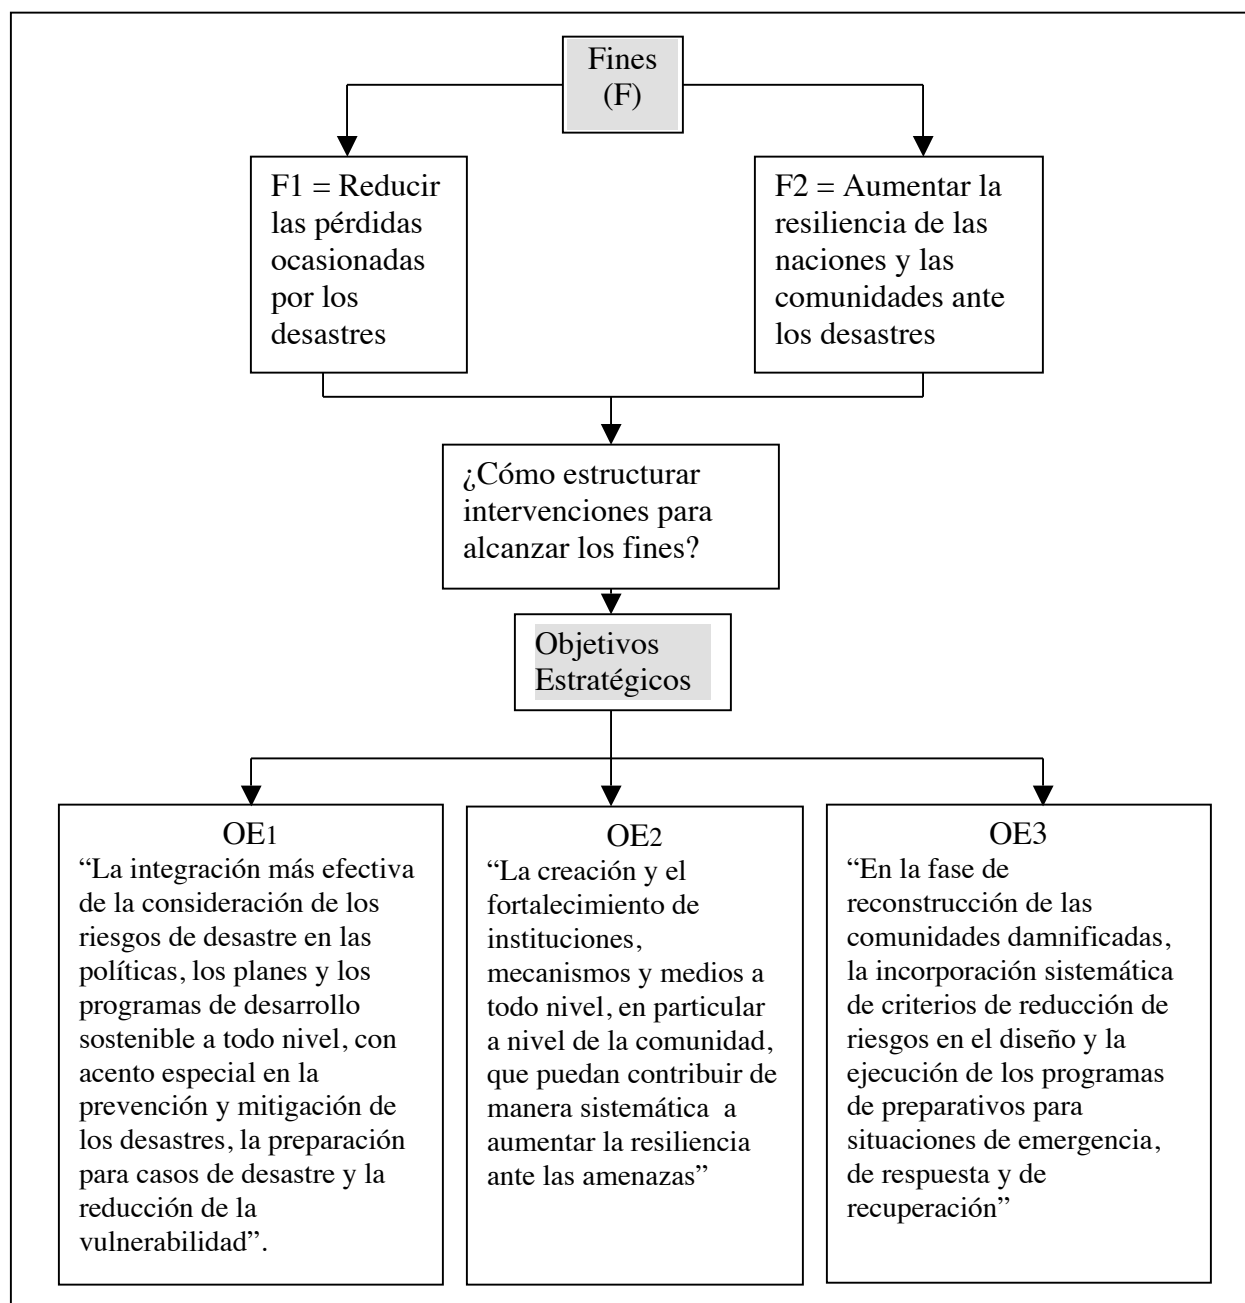 Fines
(F)
F1 = Reducir
las pérdidas
ocasionadas
por los
desastres
F2 = Aumentar la
resiliencia de las
naciones y las
comunidades ante
los desastres
¿Cómo estructurar
intervenciones para
alcanzar los fines?
Objetivos
Estratégicos
OE1
“La integración más efectiva
de la consideración de los
riesgos de desastre en las
políticas, los planes y los
programas de desarrollo
sostenible a todo nivel, con
acento especial en la
prevención y mitigación de
los desastres, la preparación
para casos de desastre y la
reducción de la
vulnerabilidad”.
OE2
“La creación y el
fortalecimiento de
instituciones,
mecanismos y medios a
todo nivel, en particular
a nivel de la comunidad,
que puedan contribuir de
manera sistemática a
aumentar la resiliencia
ante las amenazas”
OE3
“En la fase de
reconstrucción de las
comunidades damnificadas,
la incorporación sistemática
de criterios de reducción de
riesgos en el diseño y la
ejecución de los programas
de preparativos para
situaciones de emergencia,
de respuesta y de
recuperación”